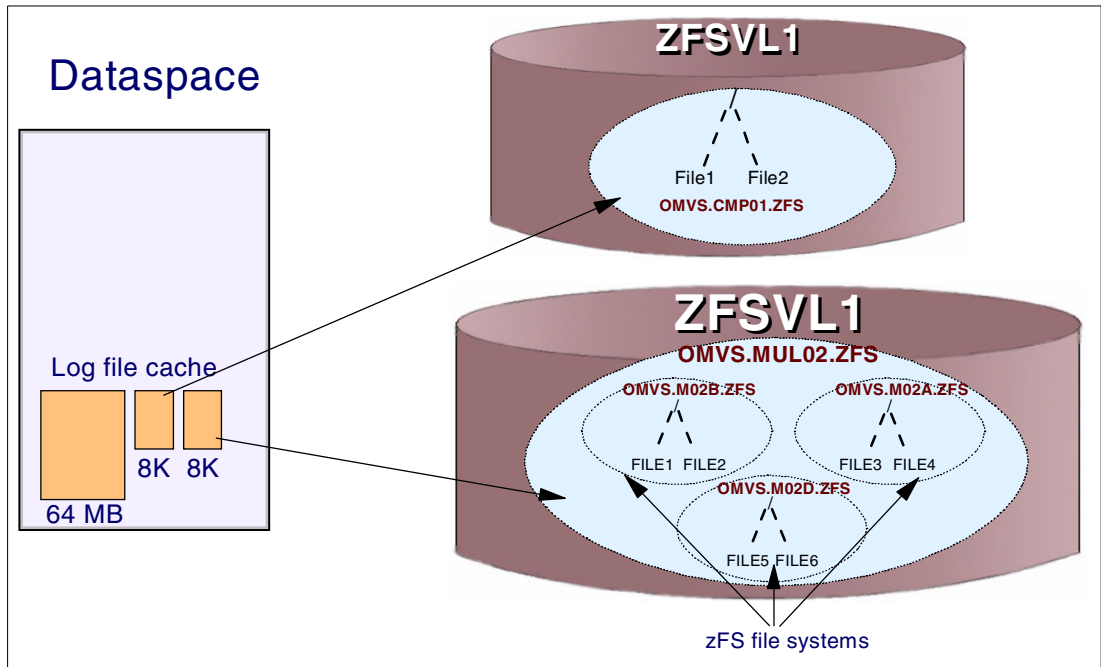 Dataspace
Log file cache
8K 8K
64 MB
ZFSVL1
/
File1 File2
OMVS.CMP01.ZFS
ZFSVL1
OMVS.MUL02.ZFS
OMVS.M02B.ZFS OMVS.M02A.ZFS
/ /
FILE1 FILE2 FILE3 FILE4
OMVS.M02D.ZFS
/
FILE5 FILE6
zFS file systems